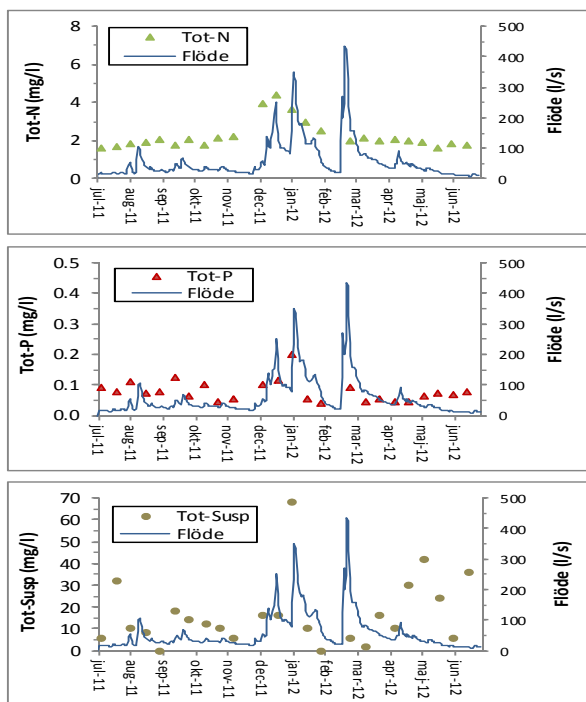 Tot-N (mg/l)
8
6
4
2
0
Tot-N
Flöde
500
400
300
200
100
0
Flöde (l/s)
jul-11
aug-11
sep-11
okt-11
nov-11
dec-11
jan-12
feb-12
mar-12
apr-12
maj-12
jun-12
Tot-P (mg/l)
0.5
0.4
0.3
0.2
0.1
0.0
Tot-P
Flöde
500
400
300
200
100
0
Flöde (l/s)
jul-11
aug-11
sep-11
okt-11
nov-11
dec-11
jan-12
feb-12
mar-12
apr-12
maj-12
jun-12
Tot-Susp (mg/l)
70
60
50
40
30
20
10
0
Tot-Susp
Flöde
500
400
300
200
100
0
Flöde (l/s)
jul-11
aug-11
sep-11
okt-11
nov-11
dec-11
jan-12
feb-12
mar-12
apr-12
maj-12
jun-12